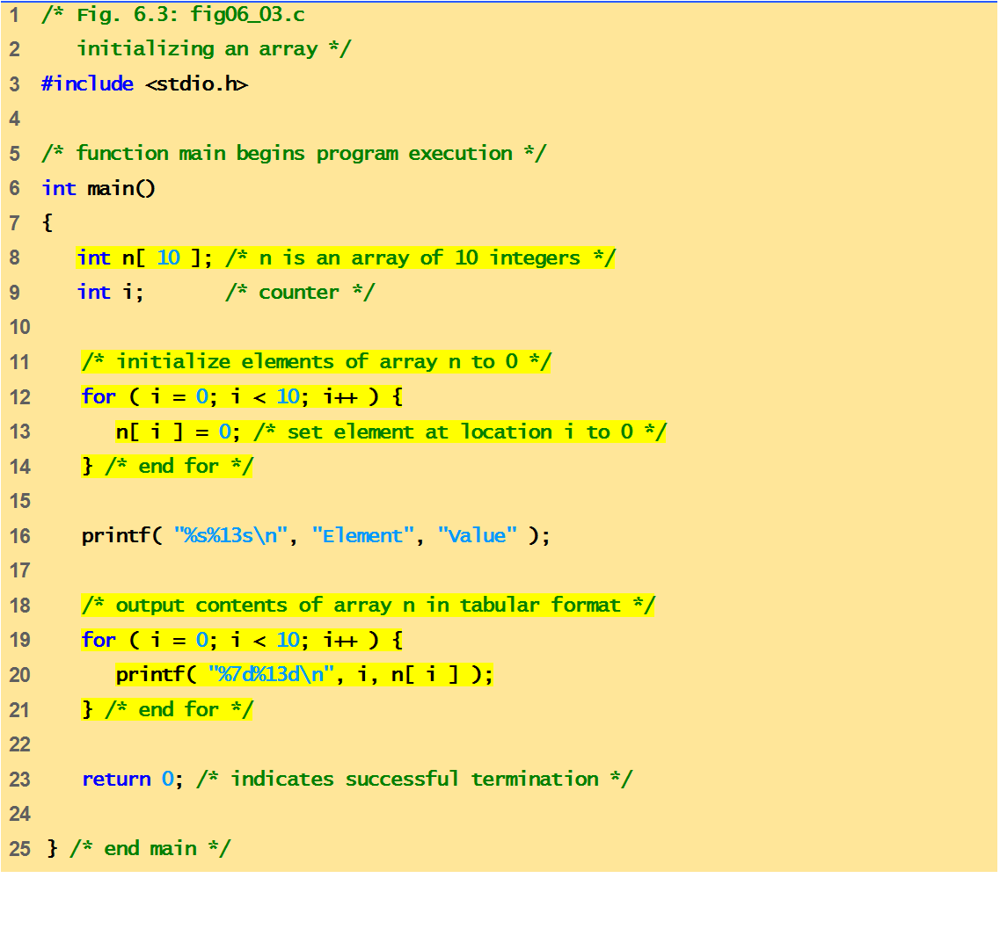 1 /* Fig. 6.3: fig06_03.c
2    initializing an array */
3 #include <stdio.h>
4
5 /* function main begins program execution */
6 int main()
7 {
8    int n[ 10 ]; /* n is an array of 10 integers */
9    int i;       /* counter */
10
11    /* initialize elements of array n to 0 */
12    for ( i = 0; i < 10; i++ ) {
13       n[ i ] = 0; /* set element at location i to 0 */
14    } /* end for */
15
16    printf( "%s%13s\n", "Element", "Value" );
17
18    /* output contents of array n in tabular format */
19    for ( i = 0; i < 10; i++ ) {
20       printf( "%7d%13d\n", i, n[ i ] );
21    } /* end for */
22
23    return 0; /* indicates successful termination */
24
25 } /* end main */